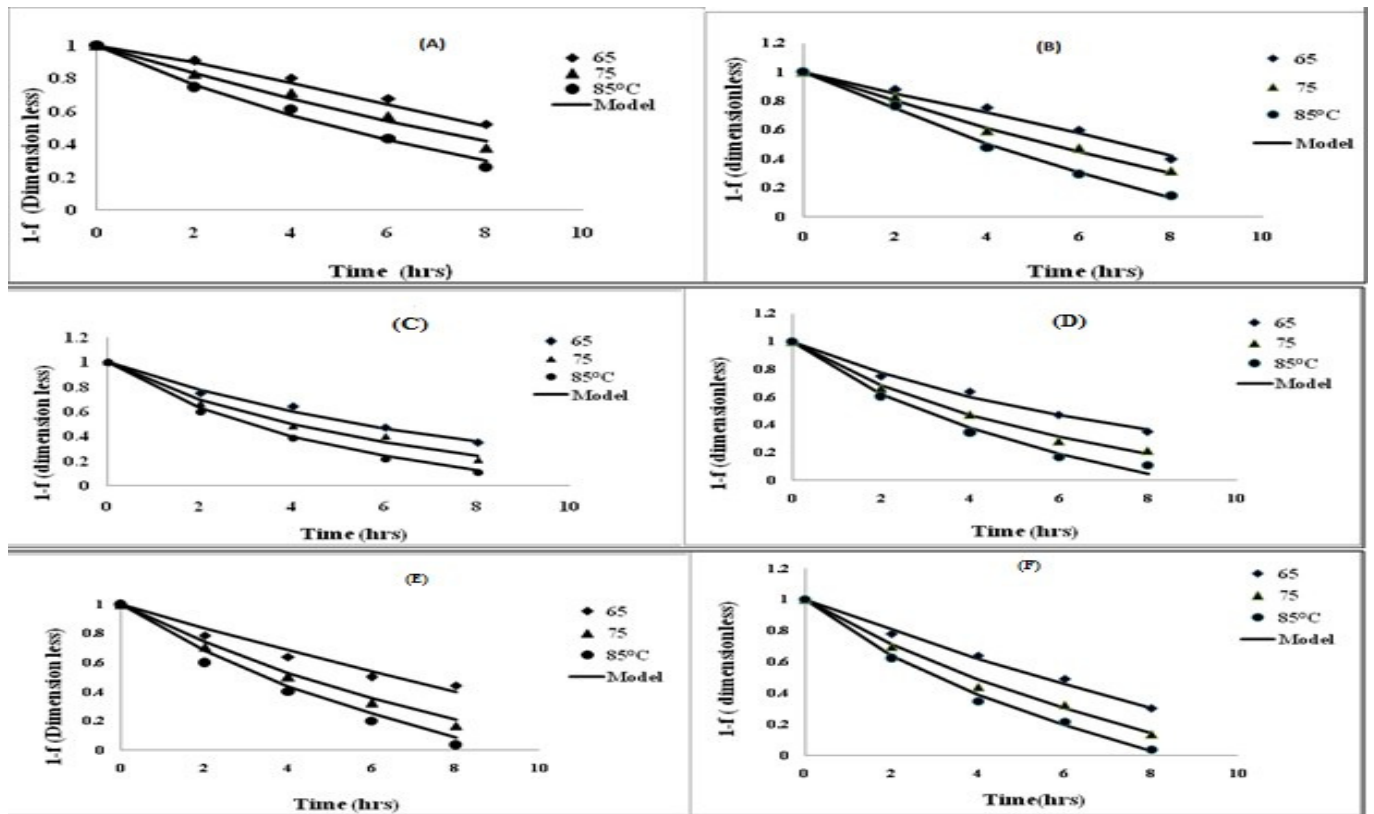 (A)
1
0.8
0.6
0.4
0.2
0
0 2 4 6 8 10
1-f (Dimension less)
Time (hrs)
65
75
85°C
Model
(B)
1.2
1
0.8
0.6
0.4
0.2
0
0 2 4 6 8 10
1-f (dimensionless)
Time (hrs)
65
75
85°C
Model
(C)
1.2
1
0.8
0.6
0.4
0.2
0
0 2 4 6 8 10
1-f (dimension less)
Time (hrs)
65
75
85°C
Model
(D)
1.2
1
0.8
0.6
0.4
0.2
0
0 2 4 6 8 10
1-f (dimensionless)
Time (hrs)
65
75
85°C
Model
(E)
1
0.8
0.6
0.4
0.2
0
0 2 4 6 8 10
1-f (Dimension less)
Time (hrs)
65
75
85°C
Model
(F)
1.2
1
0.8
0.6
0.4
0.2
0
0 2 4 6 8 10
1-f ( dimensionless)
Time(hrs)
65
75
85°C
Model